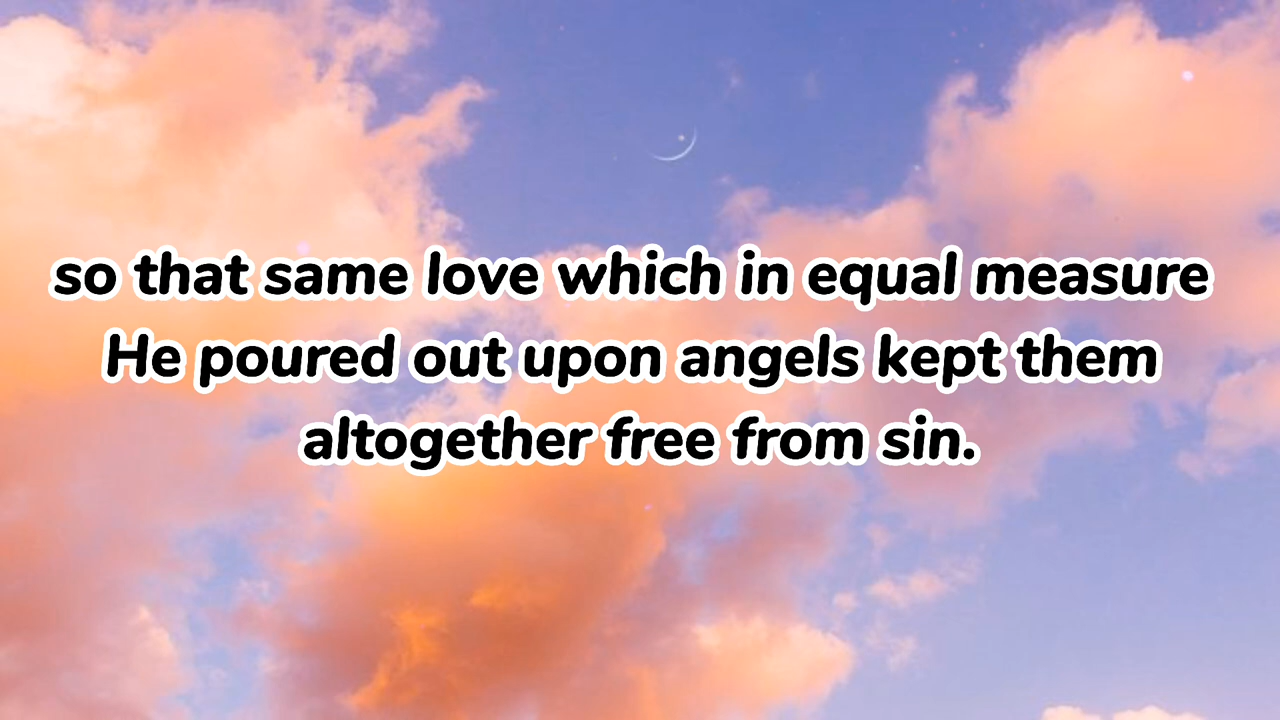 so that same love which in equal measure
He poured out upon angels kept them
altogether free from sin.